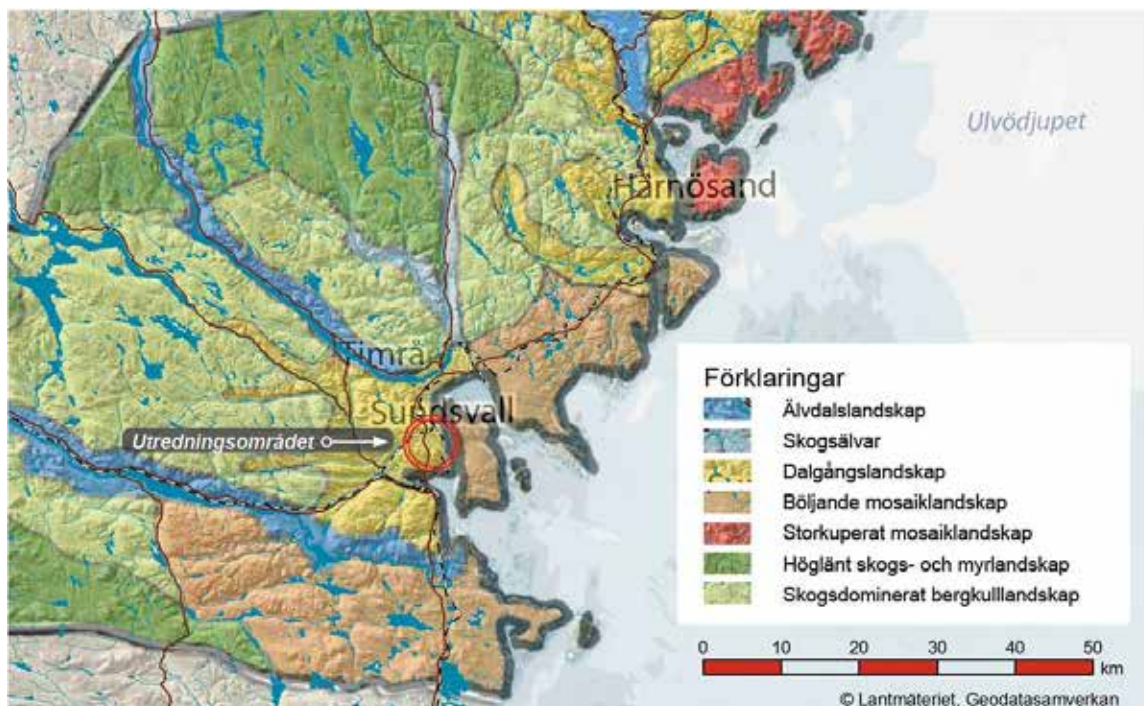 Ulvödjupet
Härnösand
Timrå
Sundsvall
Utredningsområdet
Förklaringar
Älvdalslandskap
Skogsälvar
Dalgångslandskap
Böljande mosaiklandskap
Storkuperat mosaiklandskap
Höglänt skogs- och myrlandskap
Skogsdominerat bergkulllandskap
0 10 20 30 40 50
km
© Lantmäteriet, Geodatasamverkan